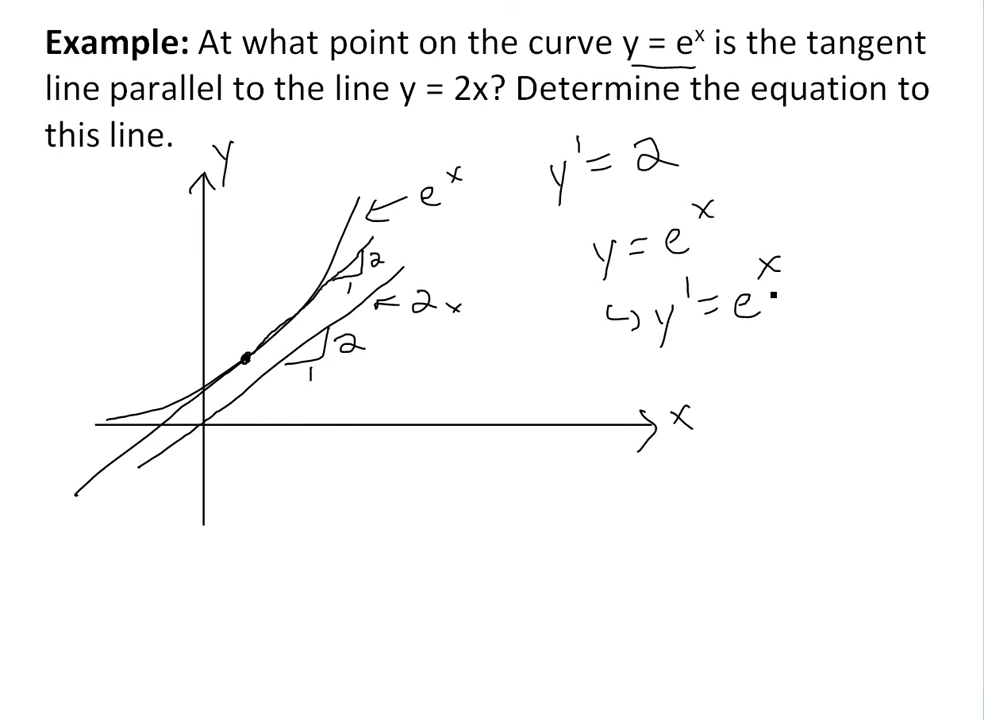 Example: At what point on the curve y = eˣ is the tangent
line parallel to the line y = 2x? Determine the equation to
this line.
y
eˣ
y' = 2
y = eˣ
2
1
2x
↪ y' = eˣ
2
1
x